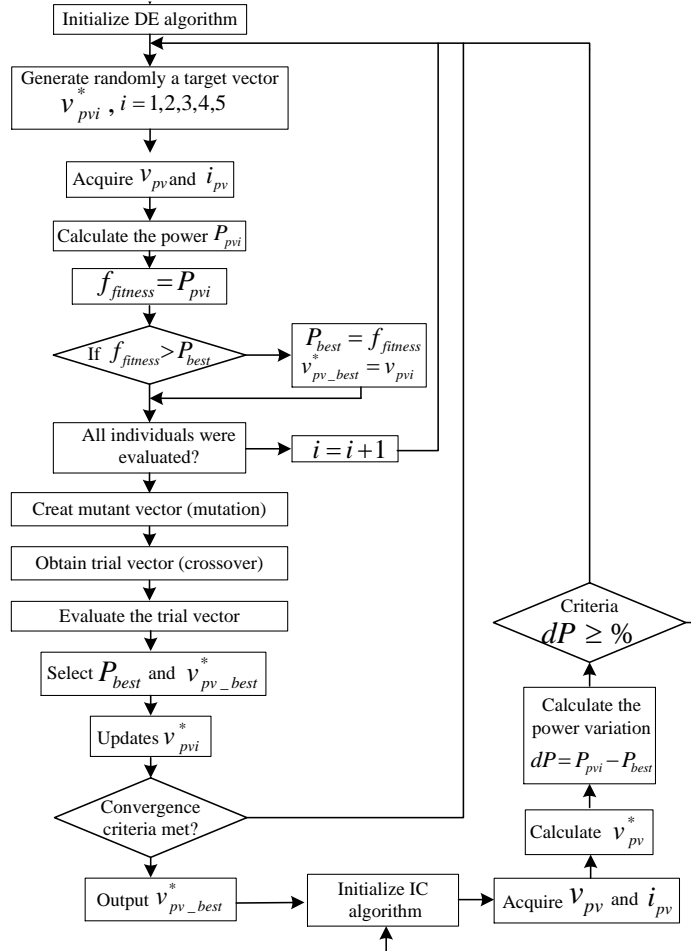 Initialize DE algorithm
Generate randomly a target vector
v*pvi , i = 1,2,3,4,5
Acquire vpv and ipv
Calculate the power Ppvi
ffitness = Ppvi
If ffitness > Pbest
Pbest = ffitness
v*pv_best = vpvi
All individuals were
evaluated?
i = i+1
Creat mutant vector (mutation)
Obtain trial vector (crossover)
Evaluate the trial vector
Select Pbest and v*pv_best
Updates v*pvi
Convergence
criteria met?
Output v*pv_best
Initialize IC
algorithm
Acquire vpv and ipv
Calculate v*pv
Calculate the
power variation
dP = Ppvi − Pbest
Criteria
dP ≥ %